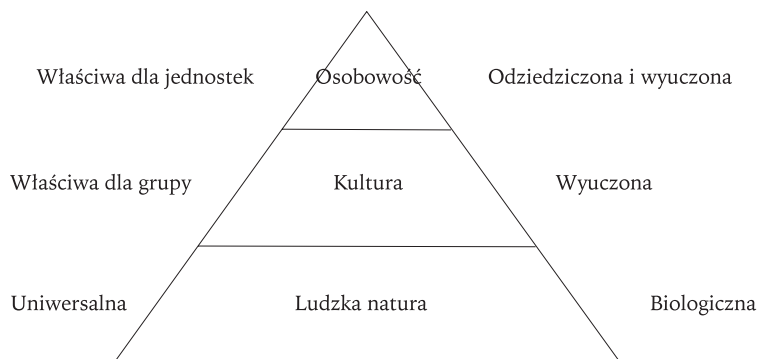 Właściwa dla jednostek Osobowość Odziedziczona i wyuczona
Właściwa dla grupy Kultura Wyuczona
Uniwersalna Ludzka natura Biologiczna